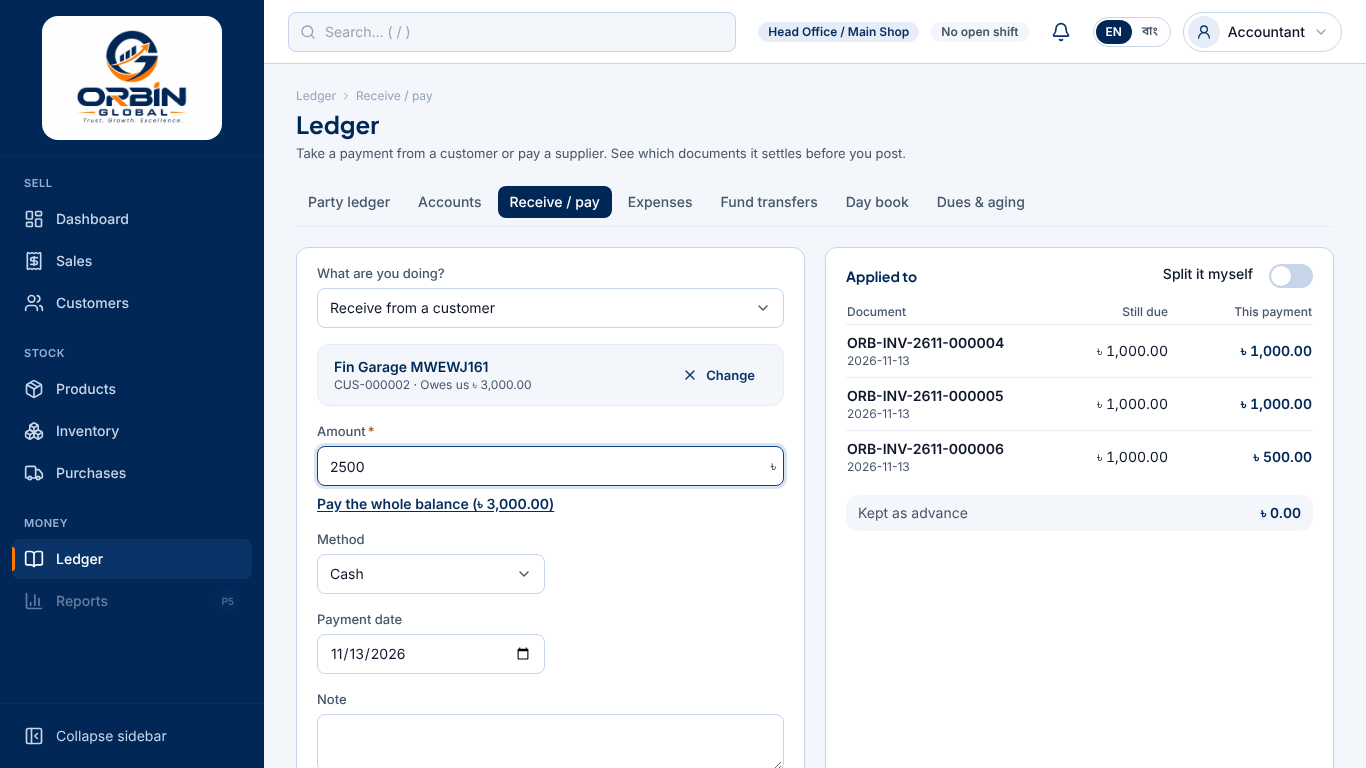 ORBIN
GLOBAL
Trust. Growth. Excellence.
Search... ( / )
Head Office / Main Shop
No open shift
EN
বাং
Accountant
SELL
Dashboard
Sales
Customers
STOCK
Products
Inventory
Purchases
MONEY
Ledger
Reports P5
Collapse sidebar
Ledger > Receive / pay
Ledger
Take a payment from a customer or pay a supplier. See which documents it settles before you post.
Party ledger Accounts Receive / pay Expenses Fund transfers Day book Dues & aging
What are you doing?
Receive from a customer
Fin Garage MWEWJ161
CUS-000002 · Owes us ৳ 3,000.00
Change
Amount *
2500 ৳
Pay the whole balance (৳ 3,000.00)
Method
Cash
Payment date
11/13/2026
Note
Applied to
Split it myself
Document Still due This payment
ORB-INV-2611-000004
2026-11-13
৳ 1,000.00 ৳ 1,000.00
ORB-INV-2611-000005
2026-11-13
৳ 1,000.00 ৳ 1,000.00
ORB-INV-2611-000006
2026-11-13
৳ 1,000.00 ৳ 500.00
Kept as advance ৳ 0.00